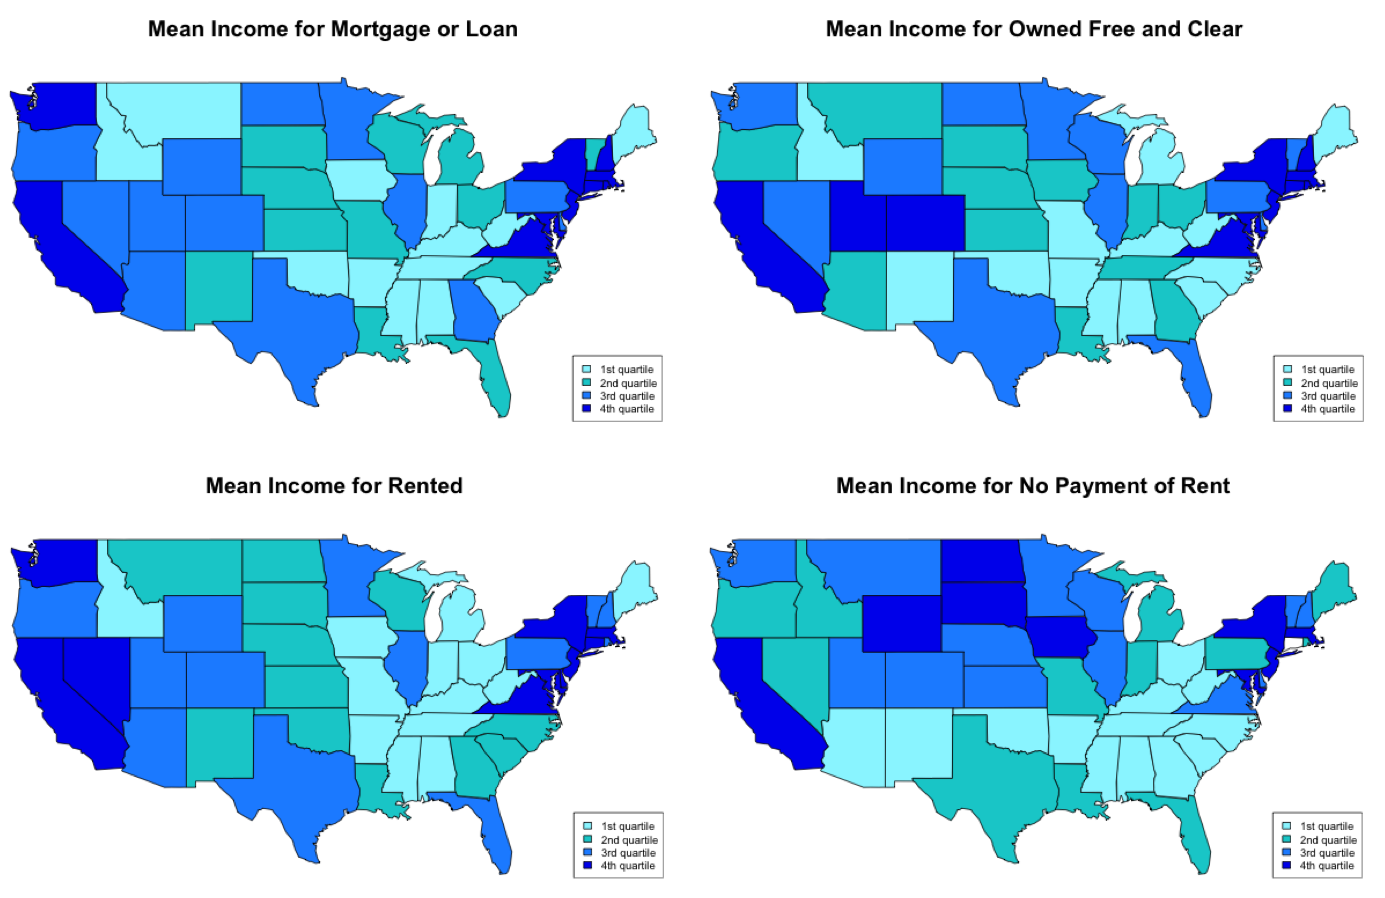 Mean Income for Mortgage or Loan
1st quartile
2nd quartile
3rd quartile
4th quartile
Mean Income for Owned Free and Clear
1st quartile
2nd quartile
3rd quartile
4th quartile
Mean Income for Rented
1st quartile
2nd quartile
3rd quartile
4th quartile
Mean Income for No Payment of Rent
1st quartile
2nd quartile
3rd quartile
4th quartile